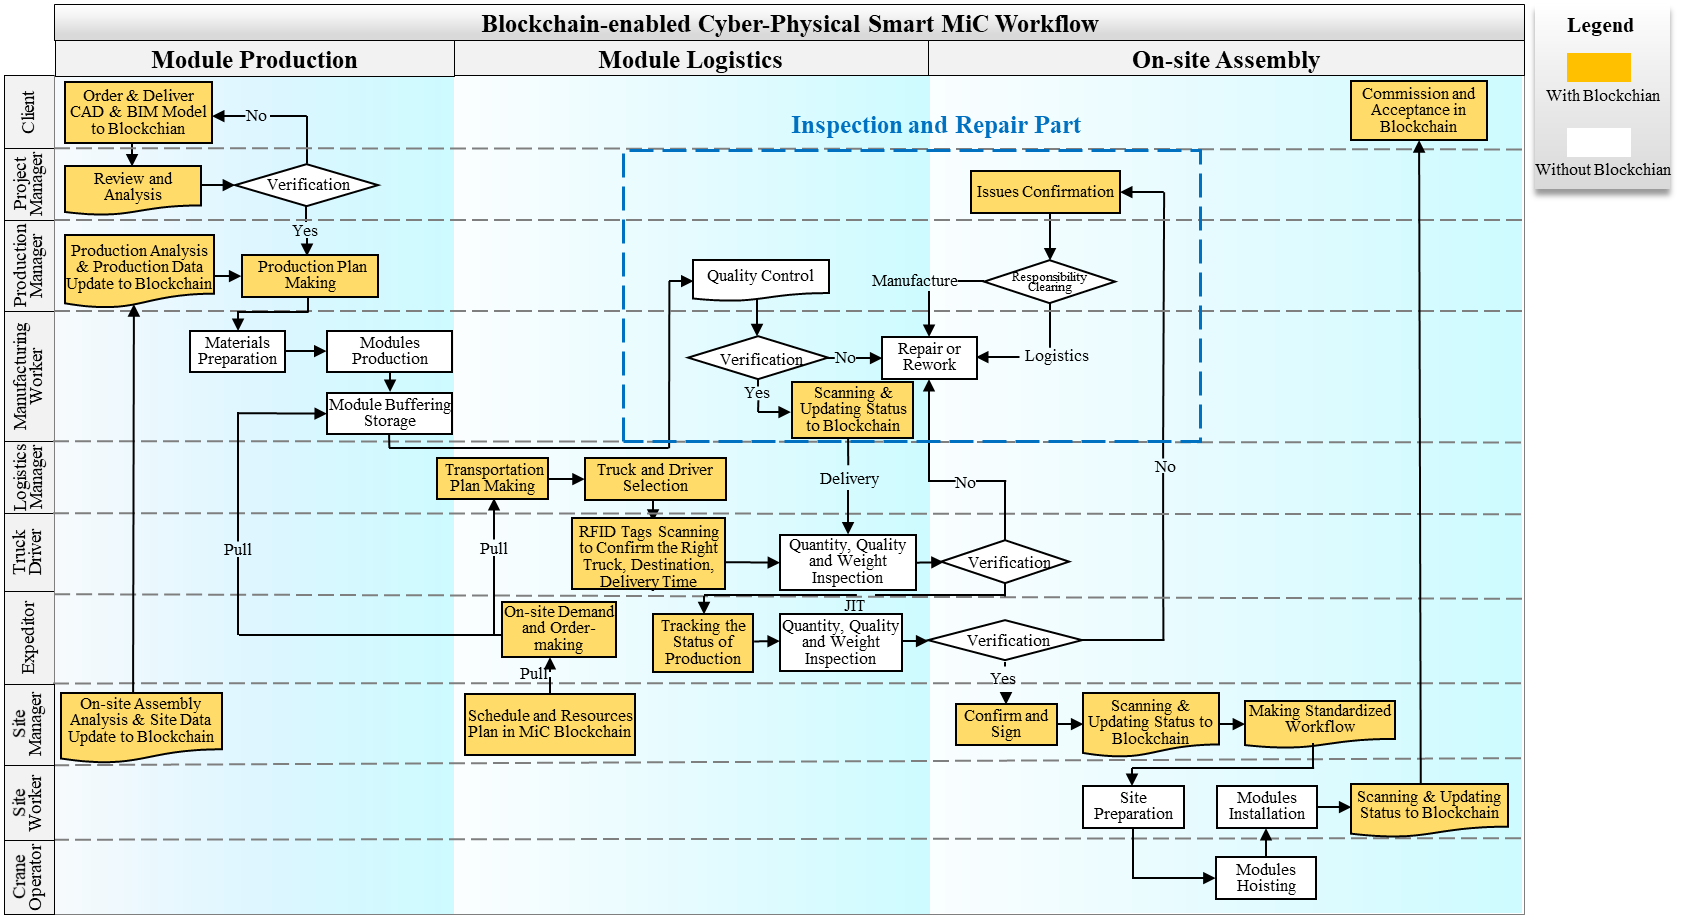 Blockchain-enabled Cyber-Physical Smart MiC Workflow
Module Production
Module Logistics
On-site Assembly
Legend
With Blockchian
Without Blockchian
Client
Order & Deliver
CAD & BIM Model
to Blockchian
No
Inspection and Repair Part
Commission and
Acceptance in
Blockchain
Project
Manager
Review and
Analysis
Verification
Yes
Issues Confirmation
Production
Manager
Production Analysis
& Production Data
Update to Blockchain
Production Plan
Making
Quality Control
Manufacture
Responsibility
Clearing
Manufacturing
Worker
Materials
Preparation
Modules
Production
Module Buffering
Storage
Verification
No
Yes
Repair or
Rework
Logistics
Scanning &
Updating Status
to Blockchain
Logistics
Manager
Transportation
Plan Making
Truck and Driver
Selection
Delivery
No
No
Truck
Driver
Pull
Pull
RFID Tags Scanning
to Confirm the Right
Truck, Destination,
Delivery Time
Quantity, Quality
and Weight
Inspection
Verification
Expeditor
On-site Demand
and Order-
making
Pull
JIT
Tracking the
Status of
Production
Quantity, Quality
and Weight
Inspection
Verification
Yes
Site
Manager
On-site Assembly
Analysis & Site Data
Update to Blockchain
Schedule and Resources
Plan in MiC Blockchain
Confirm and
Sign
Scanning &
Updating Status to
Blockchain
Making Standardized
Workflow
Site
Worker
Site
Preparation
Modules
Installation
Scanning & Updating
Status to Blockchain
Crane
Operator
Modules
Hoisting